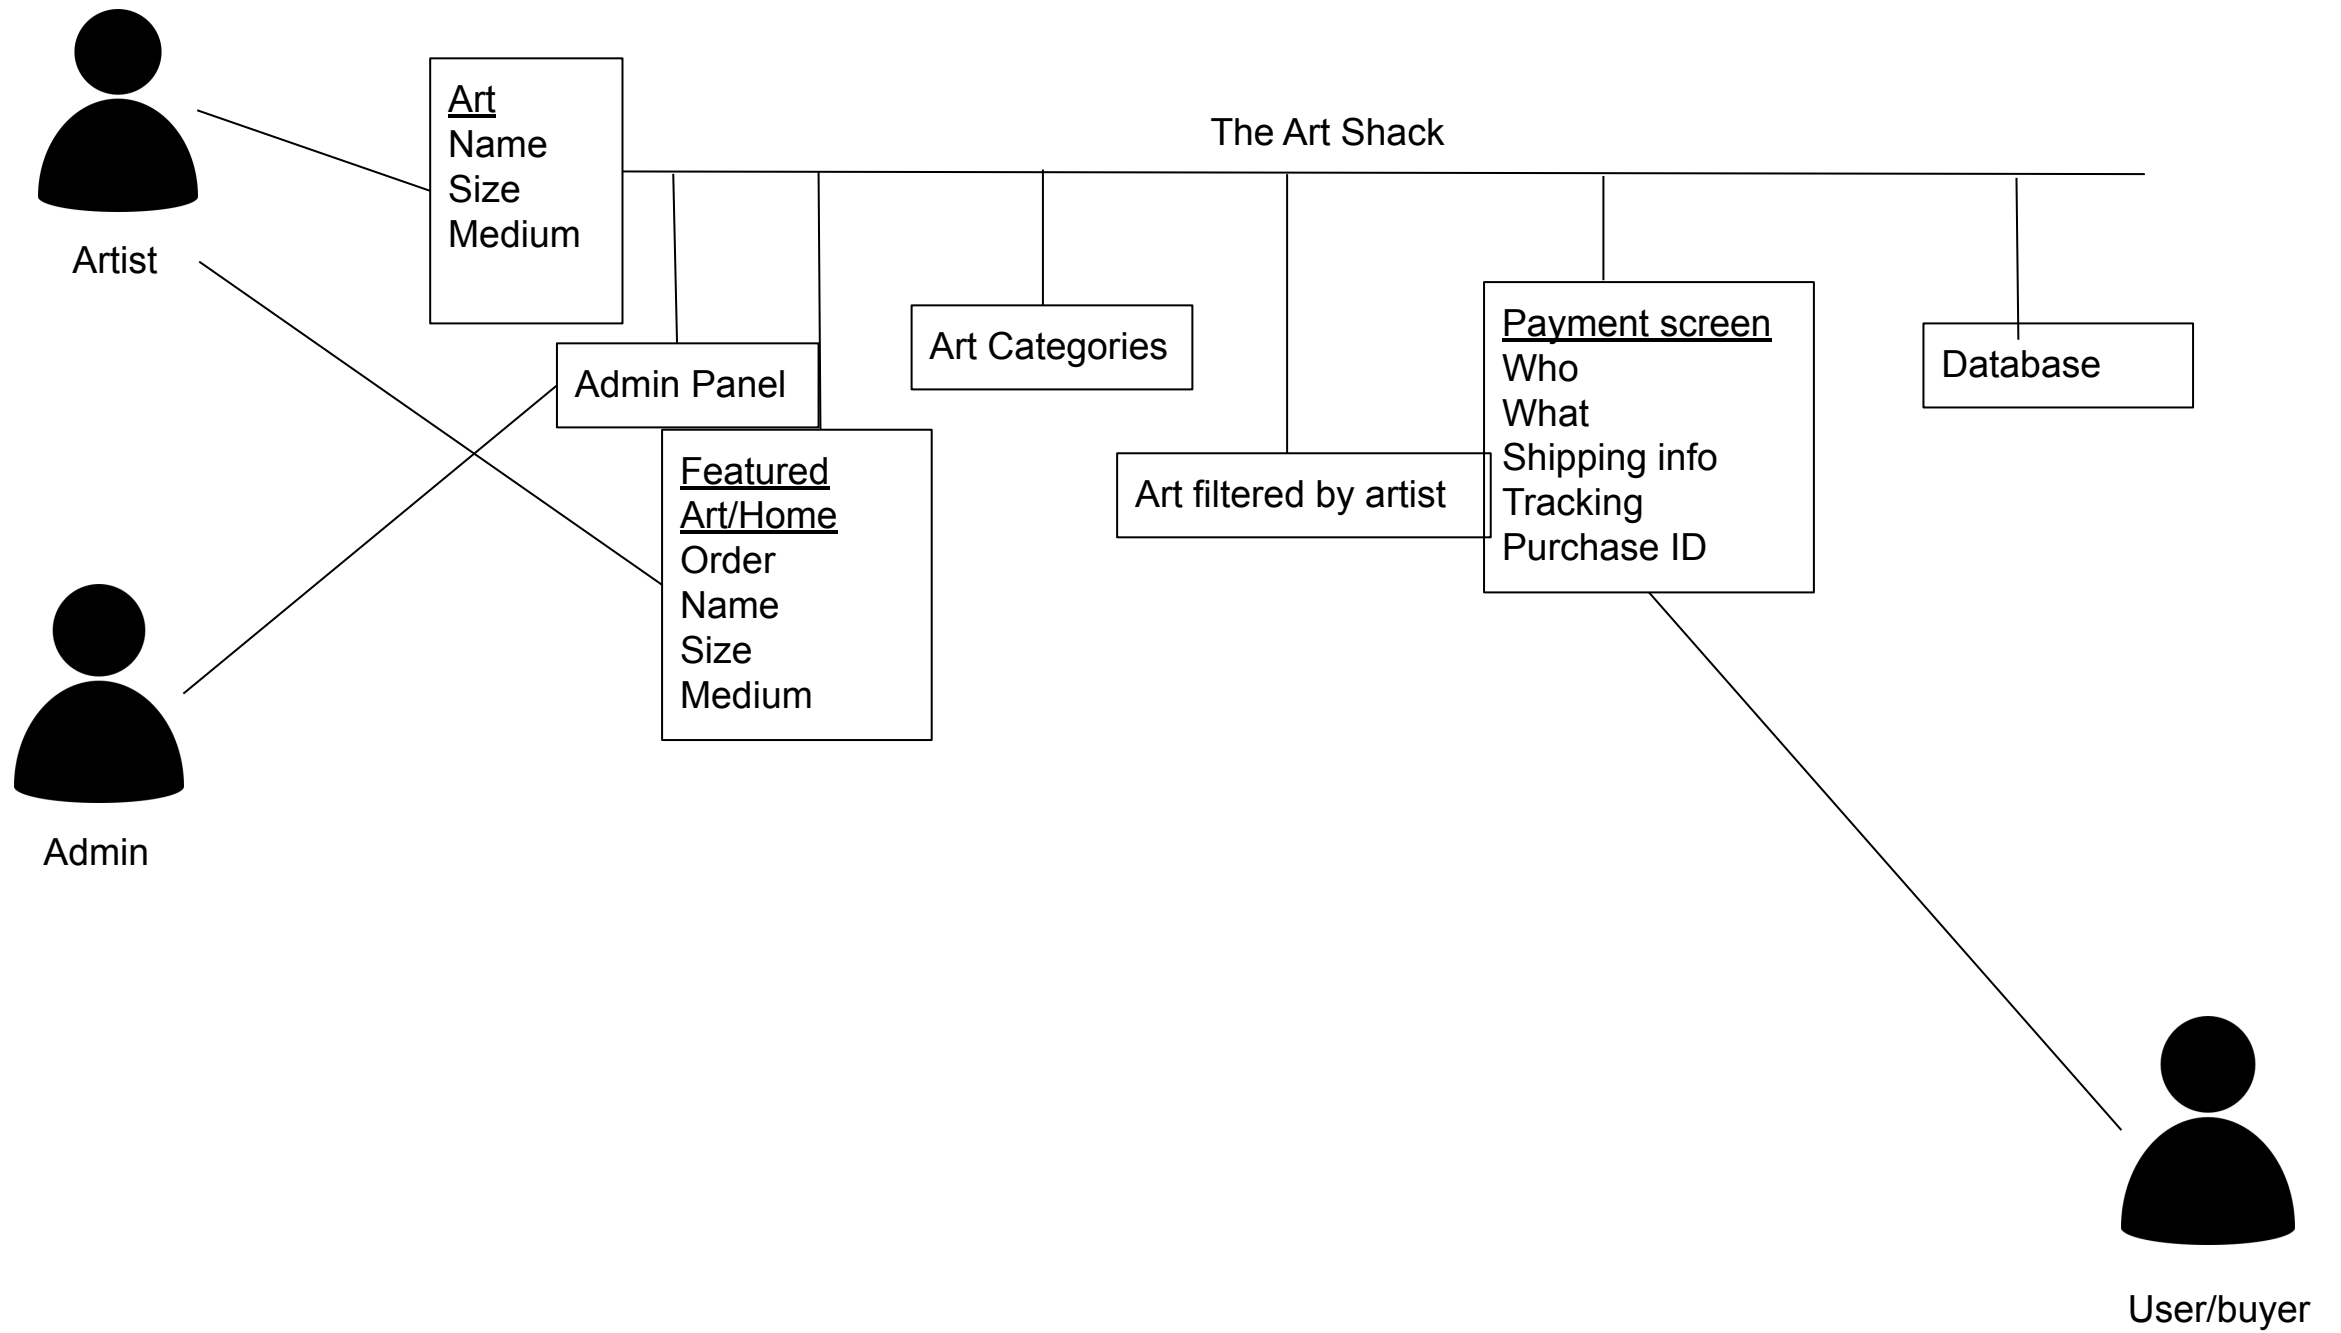 The Art Shack
Artist
Art
Name
Size
Medium
Admin Panel
Featured
Art/Home
Order
Name
Size
Medium
Art Categories
Art filtered by artist
Payment screen
Who
What
Shipping info
Tracking
Purchase ID
Database
Admin
User/buyer